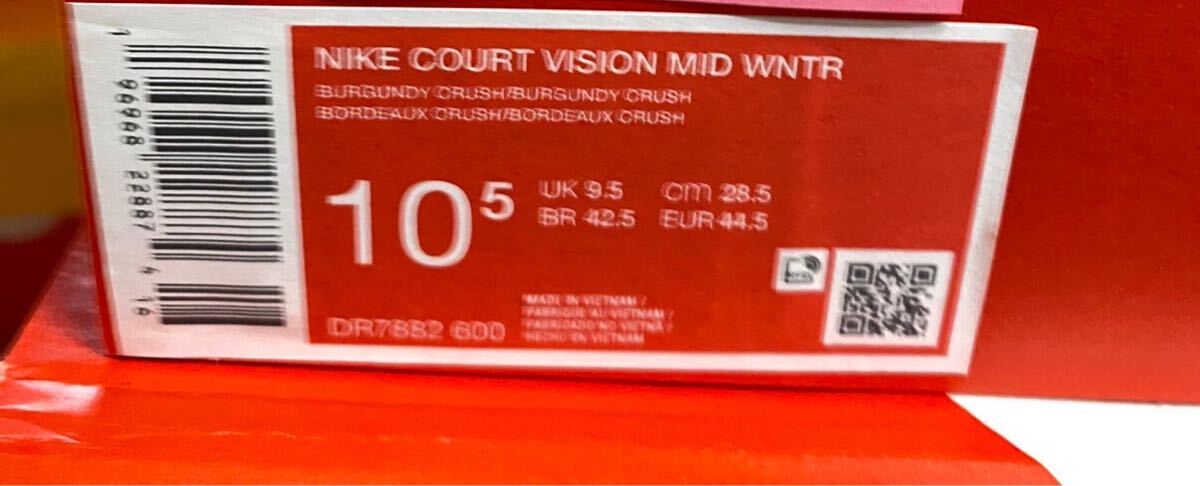 NIKE COURT VISION MID WNTR
BURGUNDY CRUSH/BURGUNDY CRUSH
BORDEAUX CRUSH/BORDEAUX CRUSH
10⁵
UK 9.5 cm 28.5
BR 42.5 EUR 44.5
*MADE IN VIETNAM /
*FABRIQUE AU VIETNAM /
*FABRICADO NO VIETNÃ /
*HECHO EN VIETNAM
DR7882 600